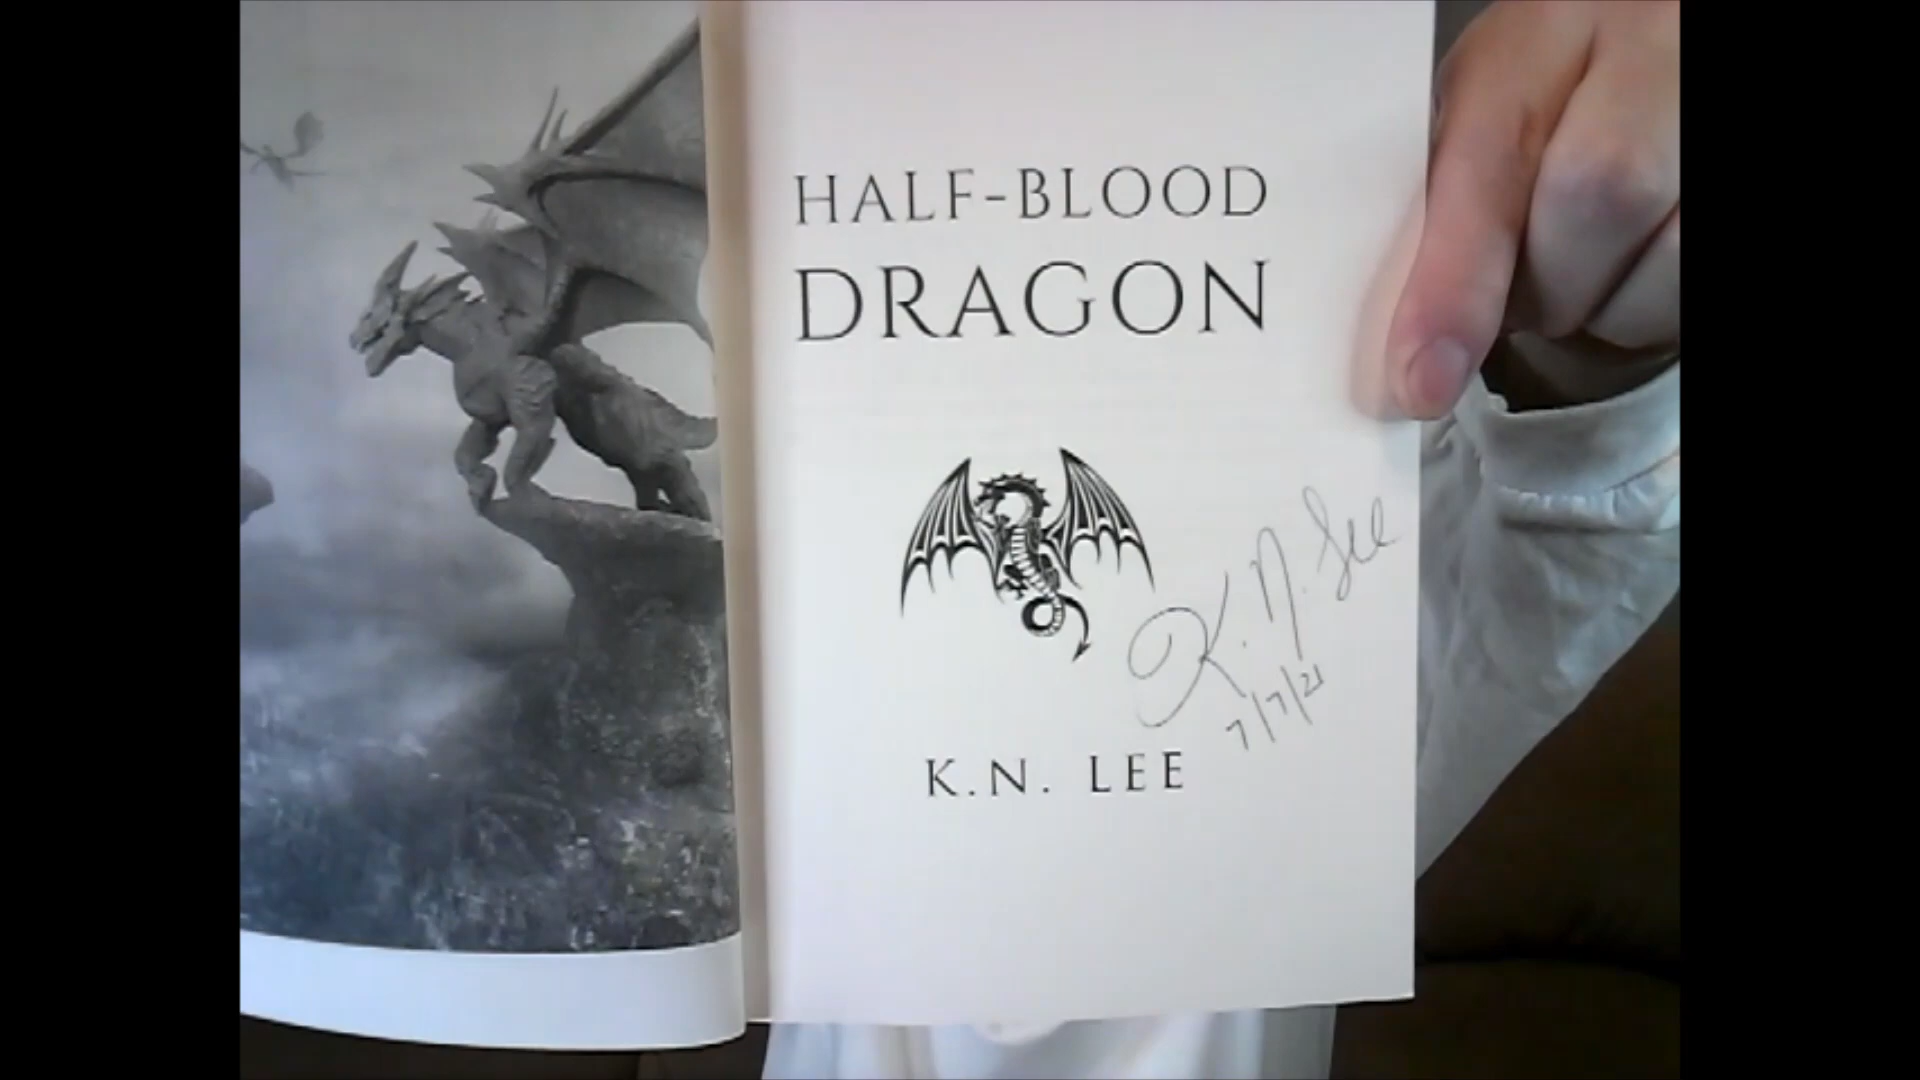 HALF-BLOOD
DRAGON
K. N. Lee
7/7/21
K.N. LEE